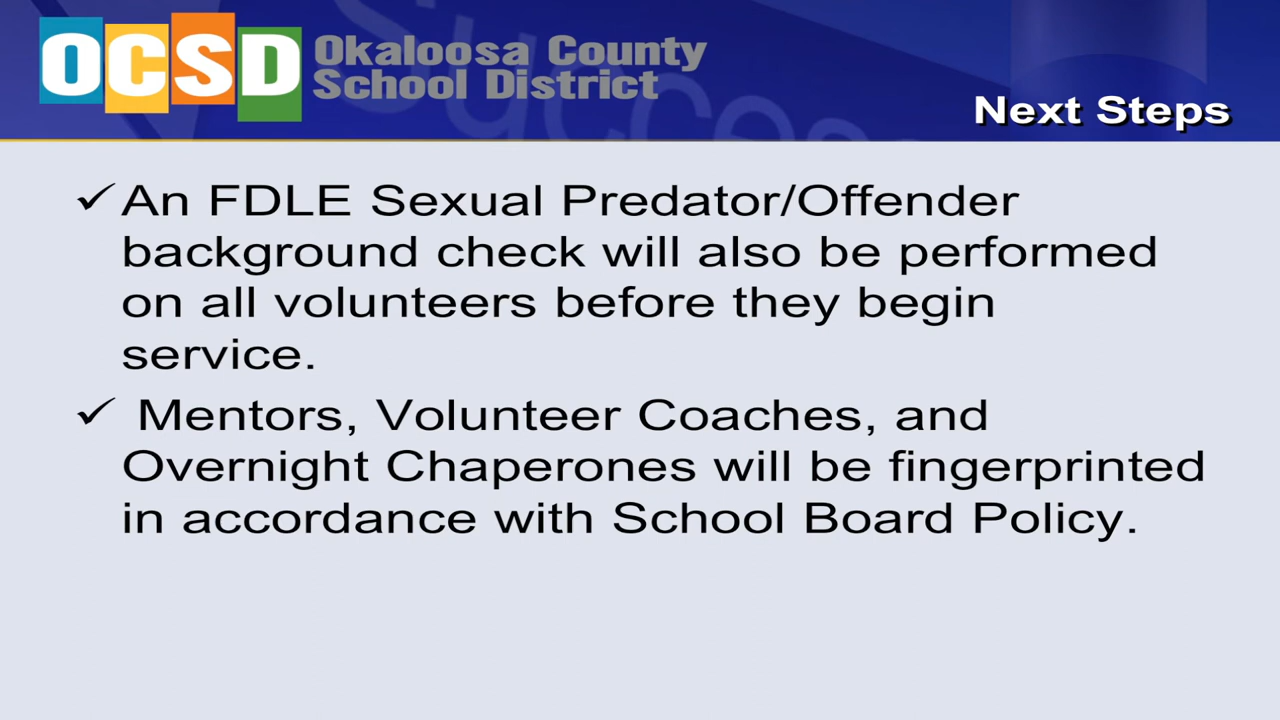 OCSD
Okaloosa County
School District
Success
Next Steps
✓ An FDLE Sexual Predator/Offender
background check will also be performed
on all volunteers before they begin
service.
✓ Mentors, Volunteer Coaches, and
Overnight Chaperones will be fingerprinted
in accordance with School Board Policy.